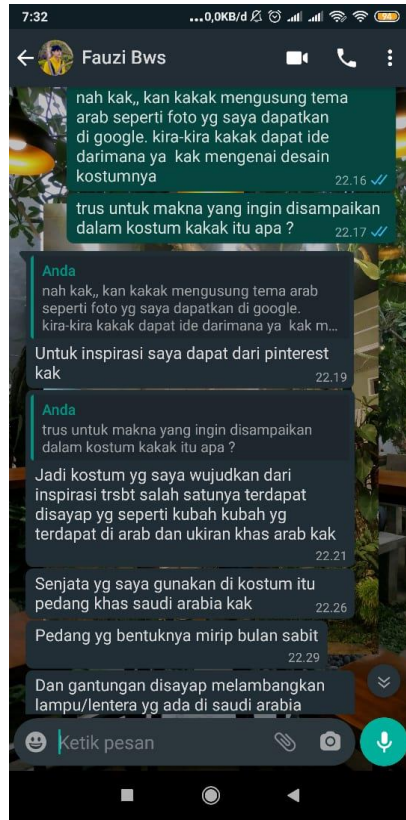 7:32
...0,0KB/d
94
Fauzi Bws
nah kak,, kan kakak mengusung tema
arab seperti foto yg saya dapatkan
di google. kira-kira kakak dapat ide
darimana ya kak mengenai desain
kostumnya
22.16
trus untuk makna yang ingin disampaikan
dalam kostum kakak itu apa ?
22.17
Anda
nah kak,, kan kakak mengusung tema arab
seperti foto yg saya dapatkan di google.
kira-kira kakak dapat ide darimana ya kak m...
Untuk inspirasi saya dapat dari pinterest
kak
22.19
Anda
trus untuk makna yang ingin disampaikan
dalam kostum kakak itu apa ?
Jadi kostum yg saya wujudkan dari
inspirasi trsbt salah satunya terdapat
disayap yg seperti kubah kubah yg
terdapat di arab dan ukiran khas arab kak
22.21
Senjata yg saya gunakan di kostum itu
pedang khas saudi arabia kak
22.26
Pedang yg bentuknya mirip bulan sabit
22.29
Dan gantungan disayap melambangkan
lampu/lentera yg ada di saudi arabia
Ketik pesan